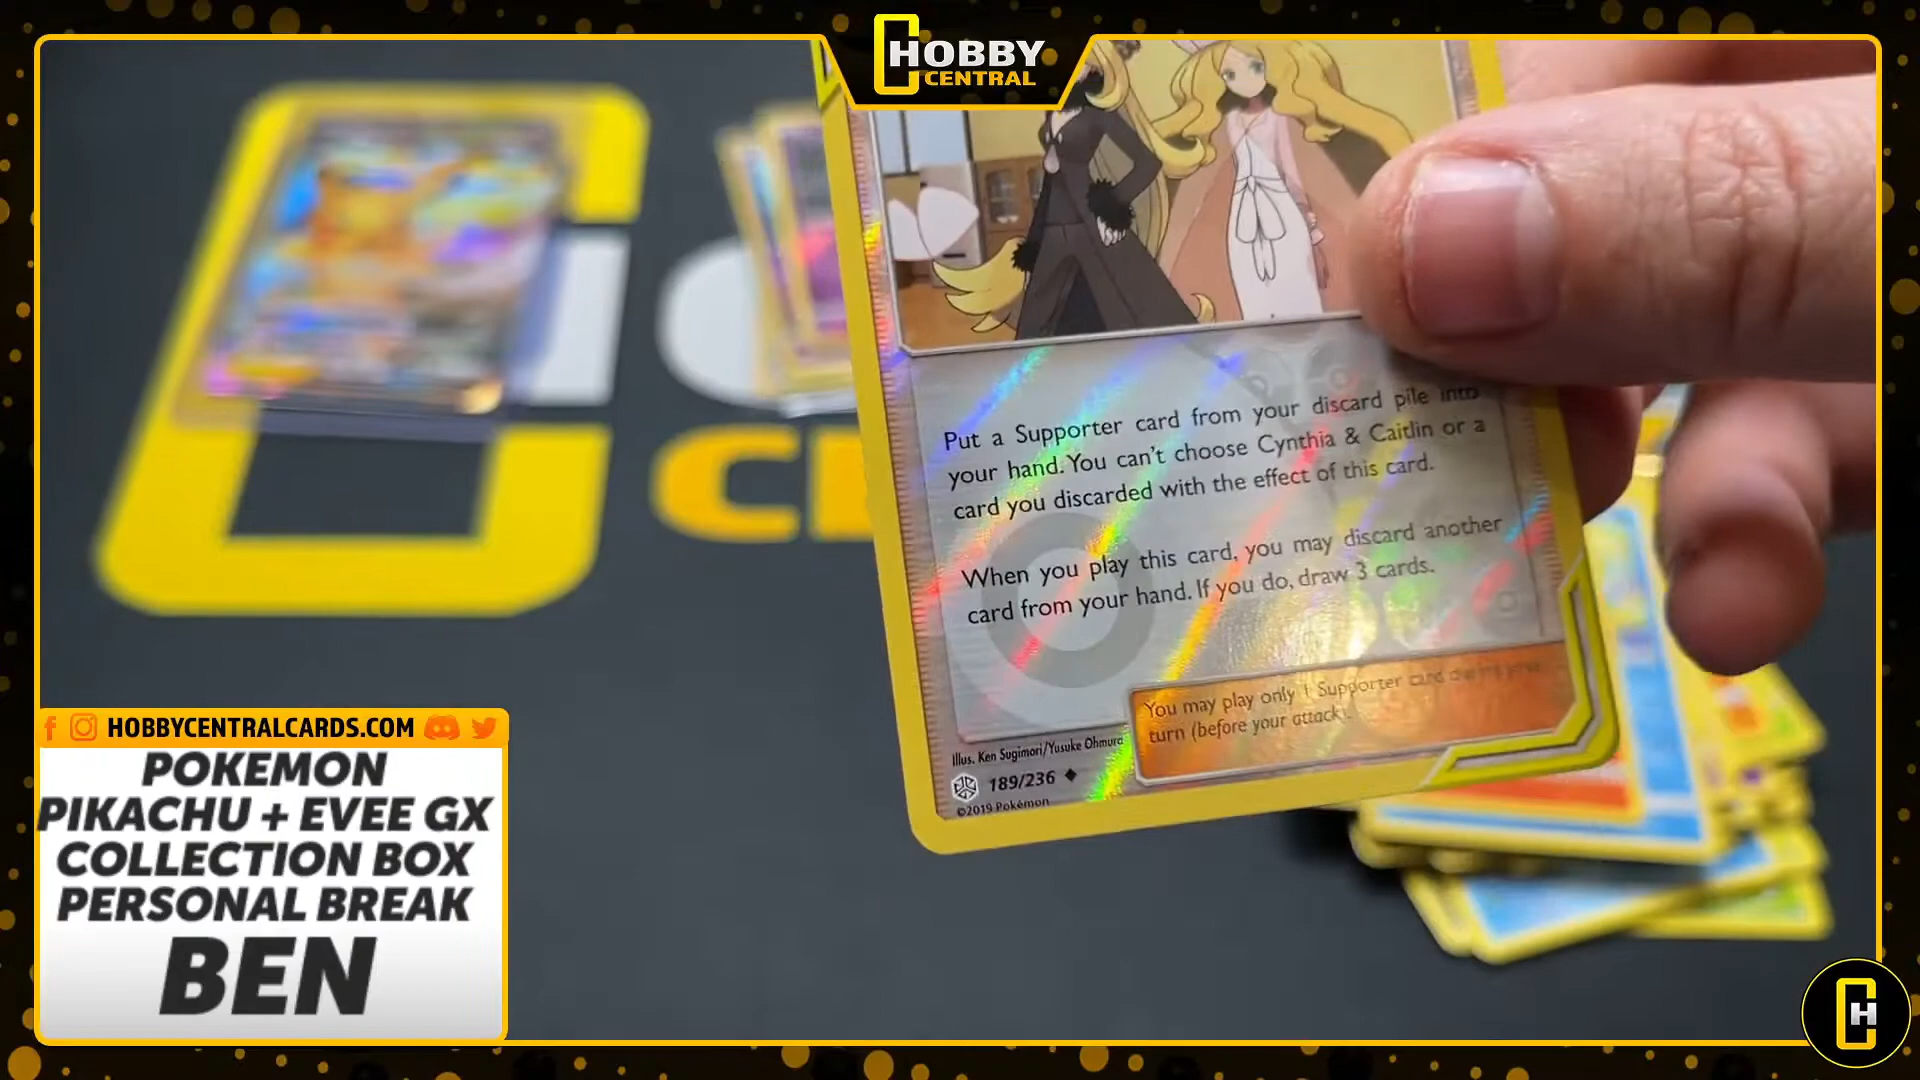 HOBBY
CENTRAL
Put a Supporter card from your discard pile into
your hand. You can't choose Cynthia & Caitlin or a
card you discarded with the effect of this card.
When you play this card, you may discard another
card from your hand. If you do, draw 3 cards.
You may play only 1 Supporter card during your
turn (before your attack).
Illus. Ken Sugimori/Yusuke Ohmura
189/236
©2019 Pokémon
HOBBYCENTRALCARDS.COM
POKEMON
PIKACHU + EVEE GX
COLLECTION BOX
PERSONAL BREAK
BEN
CH